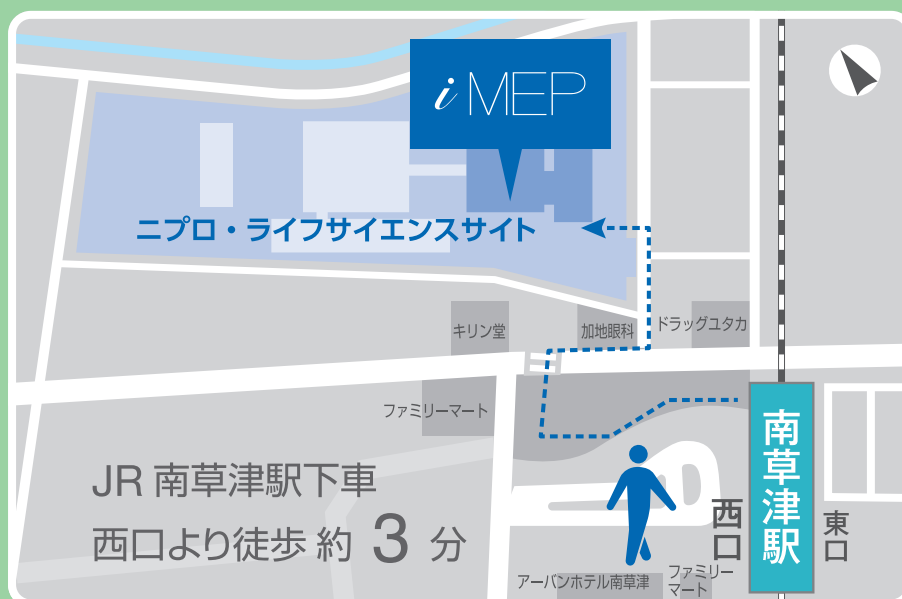 i MEP
ニプロ・ライフサイエンスサイト
キリン堂
加地眼科
ドラッグユタカ
ファミリーマート
南草津駅
西口
東口
JR 南草津駅下車
西口より徒歩 約 3 分
アーバンホテル南草津
ファミリー
マート